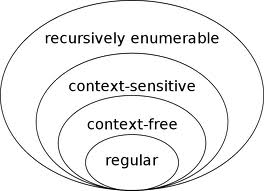 recursively enumerable
context-sensitive
context-free
regular